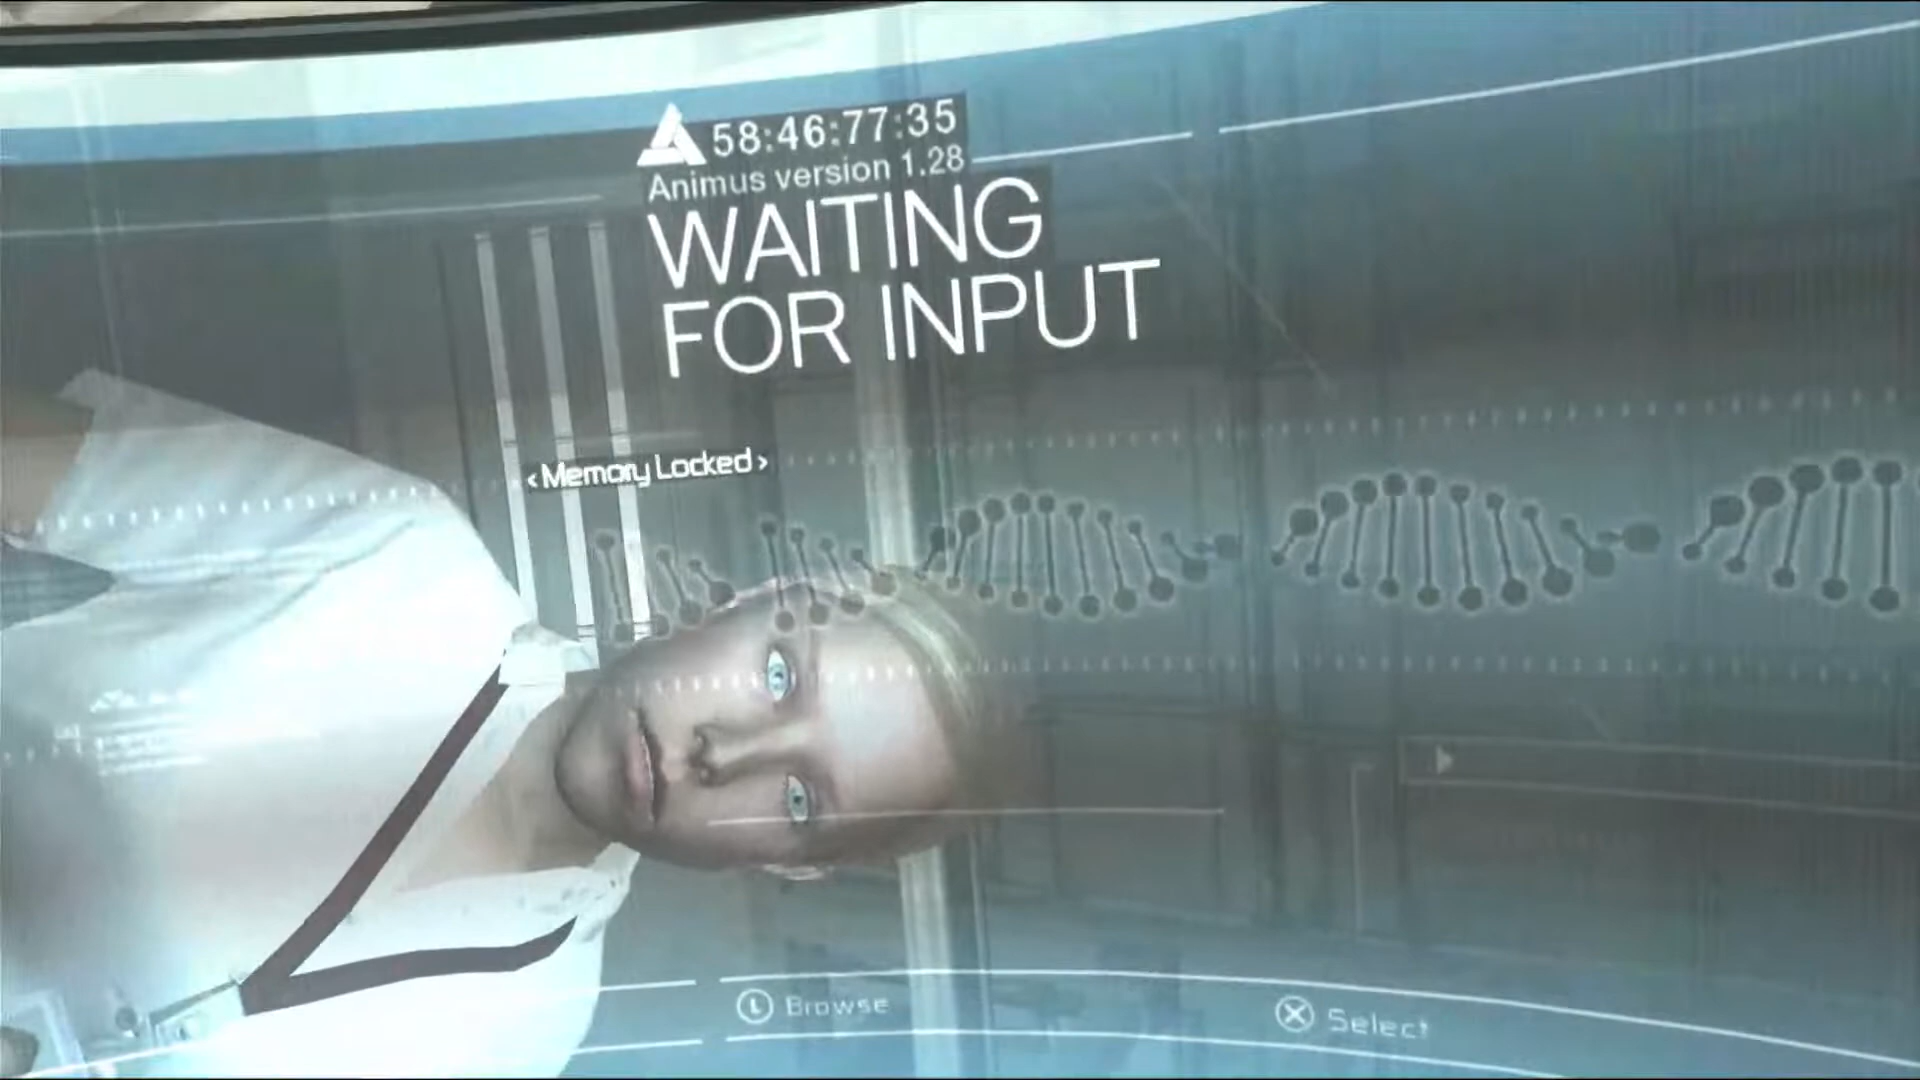 58:46:77:35
Animus version 1.28
WAITING
FOR INPUT
‹ Memory Locked ›
L Browse
X Select